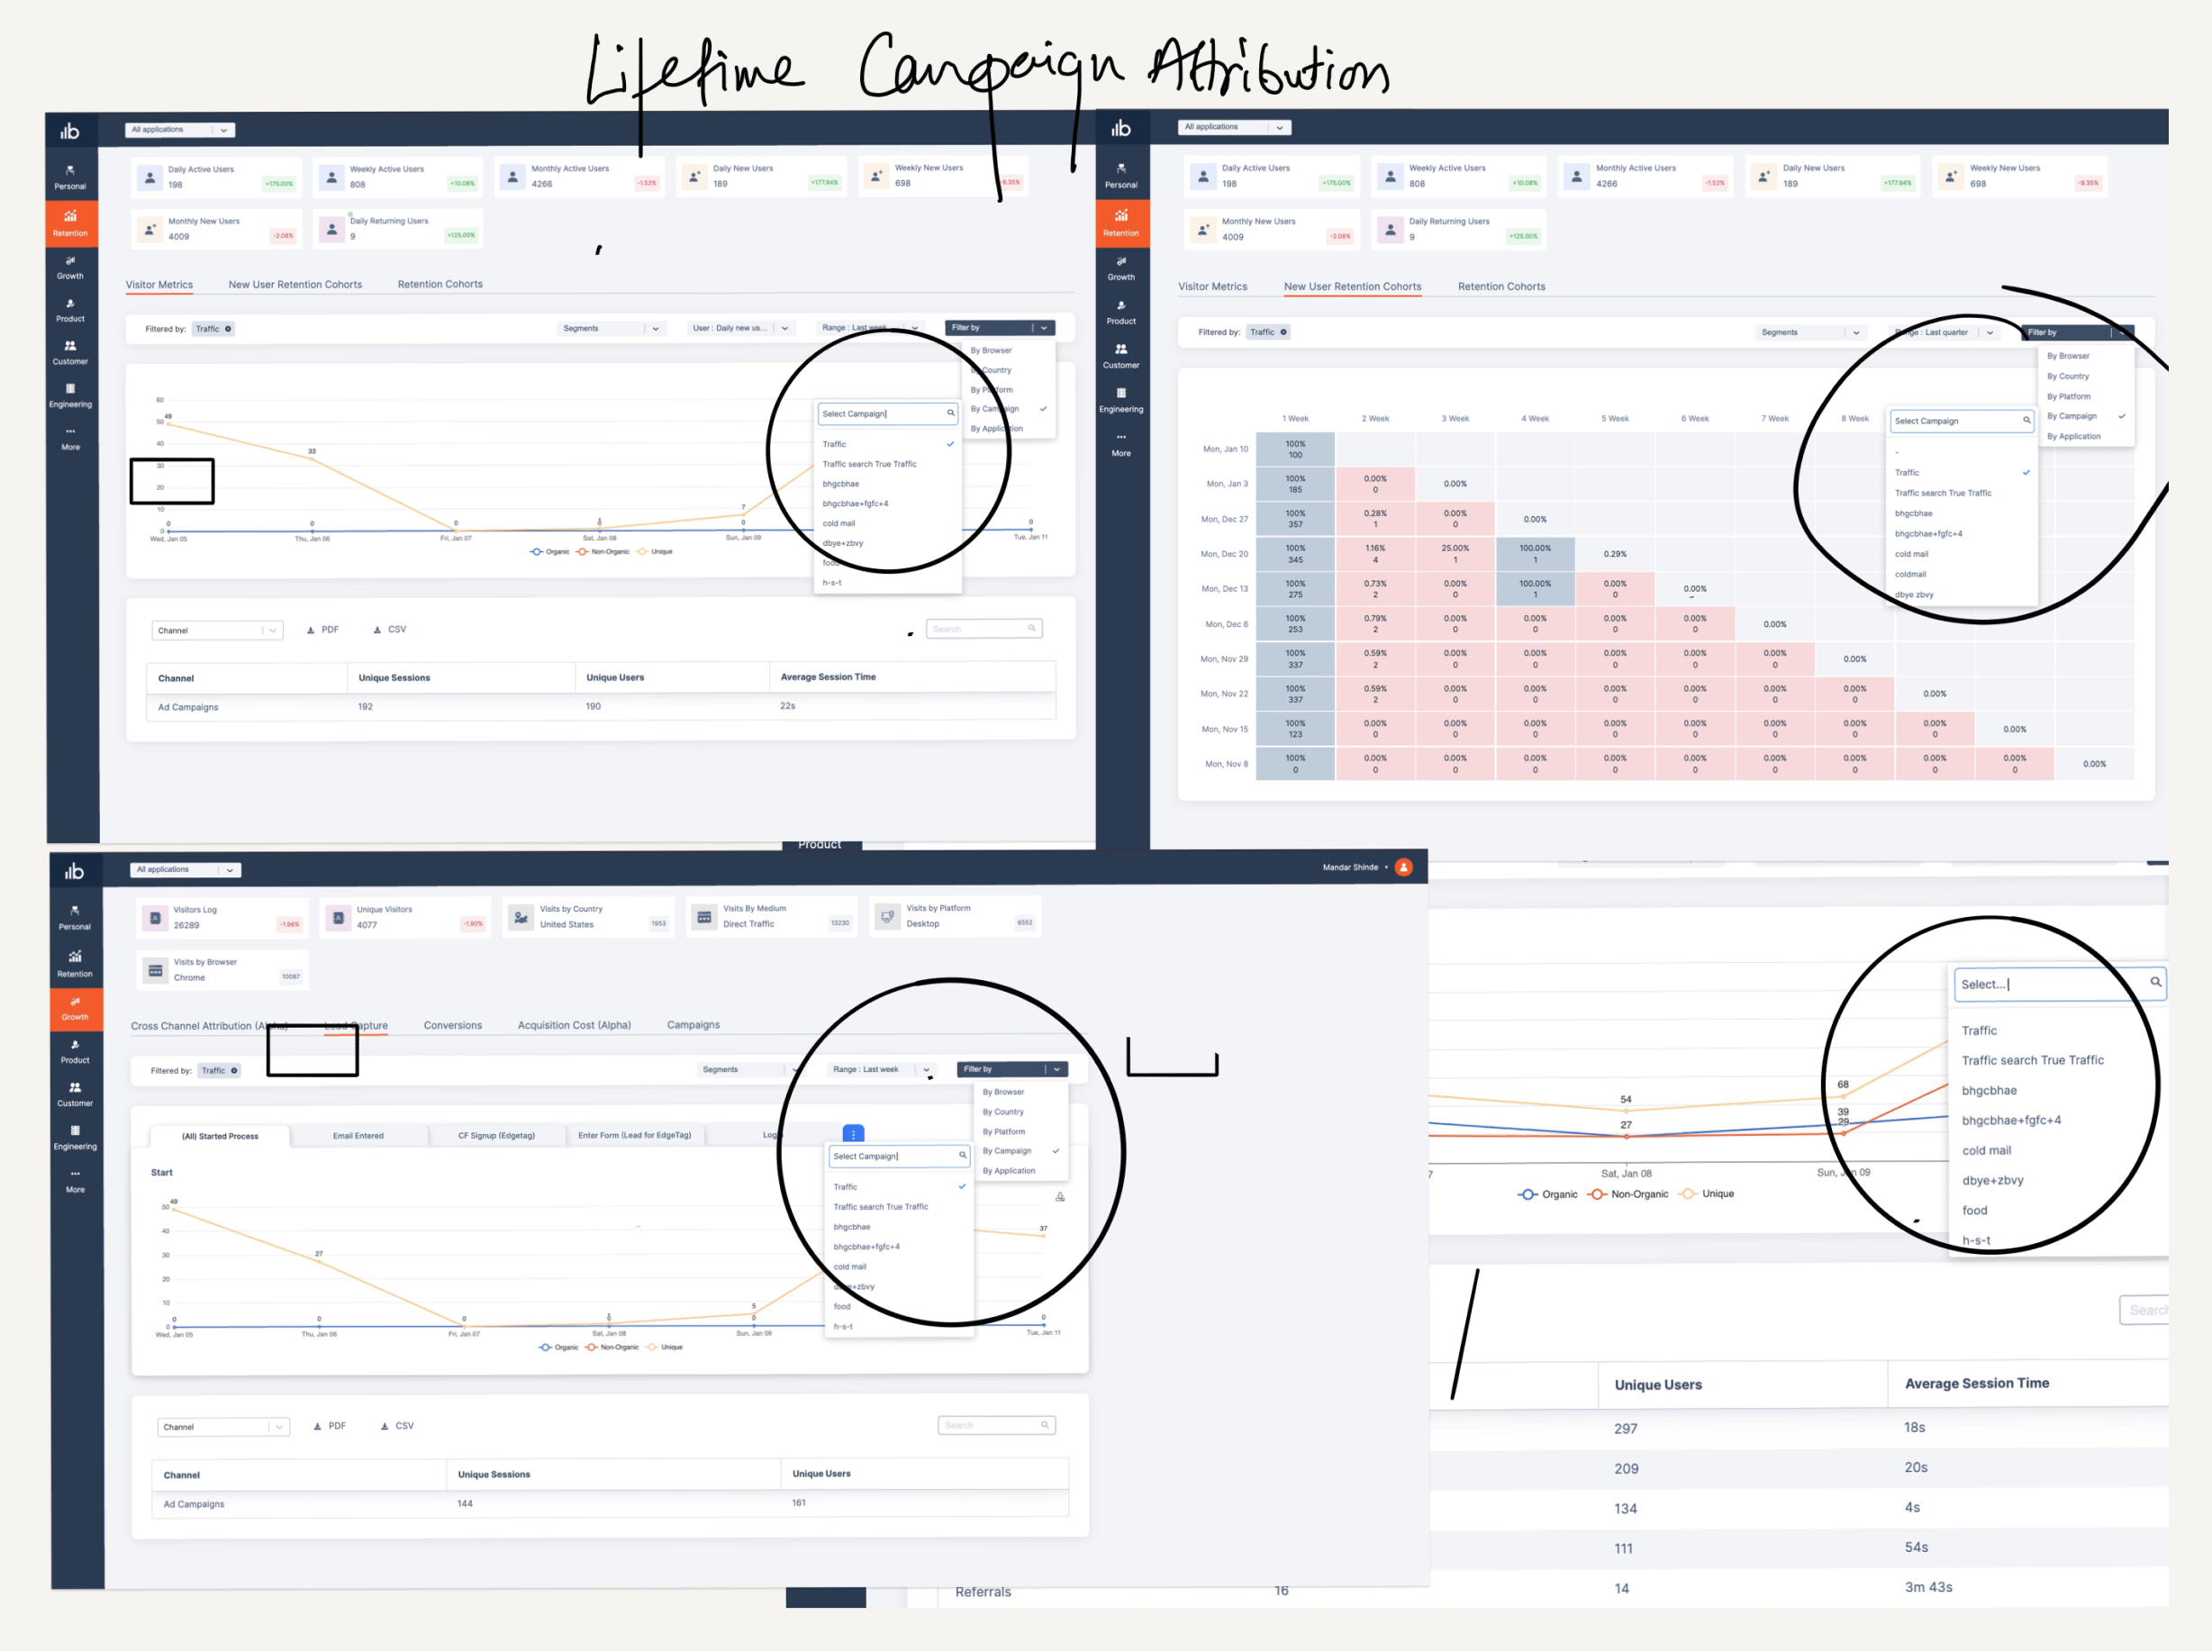 Lifetime Campaign Attribution
All applications
Personal
Retention
Growth
Product
Customer
Engineering
More
Daily Active Users
198
+175.00%
Weekly Active Users
808
+10.08%
Monthly Active Users
4266
-1.52%
Daily New Users
189
+177.94%
Weekly New Users
698
-9.35%
Monthly New Users
4009
-2.08%
Daily Returning Users
9
+125.00%
Visitor Metrics New User Retention Cohorts Retention Cohorts
Filtered by: Traffic Segments User : Daily new us... Range : Last week Filter by
By Browser
By Country
By Platform
By Campaign
By Application
Select Campaign
Traffic
Traffic search True Traffic
bhgcbhae
bhgcbhae+fgfc+4
cold mail
dbye+zbvy
food
h-s-t
60
50
40
30
20
10
0
49
33
0
7
0 0 0 0 0
Wed, Jan 05 Thu, Jan 06 Fri, Jan 07 Sat, Jan 08 Sun, Jan 09 Tue, Jan 11
Organic Non-Organic Unique
Channel PDF CSV Search
Channel Unique Sessions Unique Users Average Session Time
Ad Campaigns 192 190 22s
All applications
Personal
Retention
Growth
Product
Customer
Engineering
More
Daily Active Users
198
+175.00%
Weekly Active Users
808
+10.08%
Monthly Active Users
4266
-1.52%
Daily New Users
189
+177.94%
Weekly New Users
698
-9.35%
Monthly New Users
4009
-2.08%
Daily Returning Users
9
+125.00%
Visitor Metrics New User Retention Cohorts Retention Cohorts
Filtered by: Traffic Segments Range : Last quarter Filter by
By Browser
By Country
By Platform
By Campaign
By Application
Select Campaign
-
Traffic
Traffic search True Traffic
bhgcbhae
bhgcbhae+fgfc+4
cold mail
coldmail
dbye zbvy
1 Week 2 Week 3 Week 4 Week 5 Week 6 Week 7 Week 8 Week
Mon, Jan 10 100%
100
Mon, Jan 3 100% 0.00% 0.00%
185 0
Mon, Dec 27 100% 0.28% 0.00% 0.00%
357 1 0
Mon, Dec 20 100% 1.16% 25.00% 100.00% 0.29%
345 4 1 1
Mon, Dec 13 100% 0.73% 0.00% 100.00% 0.00% 0.00%
275 2 0 1 0 –
Mon, Dec 6 100% 0.79% 0.00% 0.00% 0.00% 0.00% 0.00%
253 2 0 0 0 0
Mon, Nov 29 100% 0.59% 0.00% 0.00% 0.00% 0.00% 0.00% 0.00%
337 2 0 0 0 0 0
Mon, Nov 22 100% 0.59% 0.00% 0.00% 0.00% 0.00% 0.00% 0.00% 0.00%
337 2 0 0 0 0 0 0
Mon, Nov 15 100% 0.00% 0.00% 0.00% 0.00% 0.00% 0.00% 0.00% 0.00% 0.00%
123 0 0 0 0 0 0 0 0
Mon, Nov 8 100% 0.00% 0.00% 0.00% 0.00% 0.00% 0.00% 0.00% 0.00% 0.00% 0.00%
0 0 0 0 0 0 0 0 0 0
Product
All applications
Mandar Shinde
Personal
Retention
Growth
Product
Customer
Engineering
More
Visitors Log
26289
-1.96%
Unique Visitors
4077
-1.90%
Visits by Country
United States
1953
Visits By Medium
Direct Traffic
13230
Visits by Platform
Desktop
6552
Visits by Browser
Chrome
10087
Cross Channel Attribution (Alpha) Lead Capture Conversions Acquisition Cost (Alpha) Campaigns
Filtered by: Traffic Segments Range : Last week Filter by
By Browser
By Country
By Platform
By Campaign
By Application
(All) Started Process Email Entered CF Signup (Edgetag) Enter Form (Lead for EdgeTag) Login
Select Campaign
Traffic
Traffic search True Traffic
bhgcbhae
bhgcbhae+fgfc+4
cold mail
dbye+zbvy
food
h-s-t
Start
50
40
30
20
10
0
49
27
0
5
37
0 0 0 0 0
Wed, Jan 05 Thu, Jan 06 Fri, Jan 07 Sat, Jan 08 Sun, Jan 09 Tue, Jan 11
Organic Non-Organic Unique
Channel PDF CSV Search
Channel Unique Sessions Unique Users
Ad Campaigns 144 161
Select...
Traffic
Traffic search True Traffic
bhgcbhae
bhgcbhae+fgfc+4
cold mail
dbye+zbvy
food
h-s-t
54
27
68
39
29
7 Sat, Jan 08 Sun, Jan 09
Organic Non-Organic Unique
Search
Unique Users Average Session Time
297 18s
209 20s
134 4s
111 54s
Referrals 16 14 3m 43s